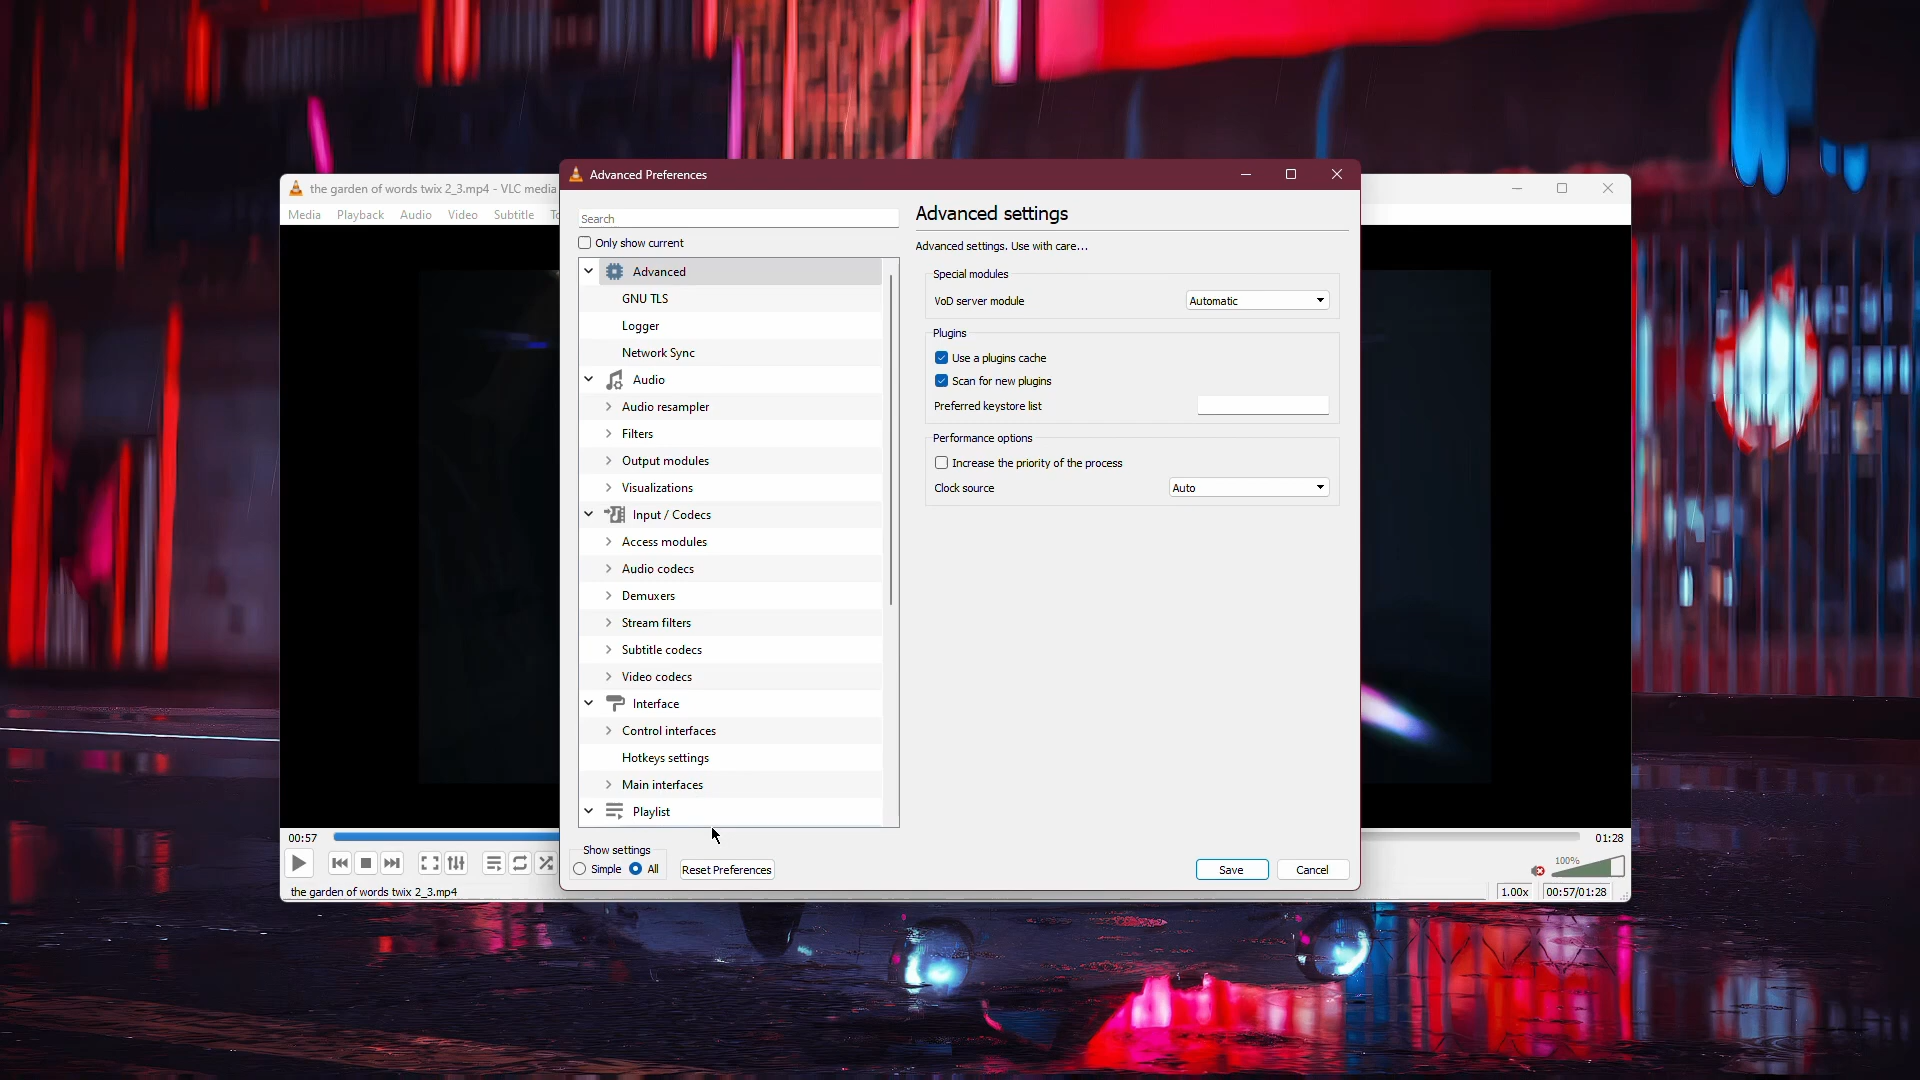 the garden of words twix 2_3.mp4 - VLC media
Media Playback Audio Video Subtitle To
Advanced Preferences
Search
Only show current
Advanced
GNU TLS
Logger
Network Sync
Audio
Audio resampler
Filters
Output modules
Visualizations
Input / Codecs
Access modules
Audio codecs
Demuxers
Stream filters
Subtitle codecs
Video codecs
Interface
Control interfaces
Hotkeys settings
Main interfaces
Playlist
Show settings
Simple All
Reset Preferences
Advanced settings
Advanced settings. Use with care...
Special modules
VoD server module Automatic
Plugins
Use a plugins cache
Scan for new plugins
Preferred keystore list
Performance options
Increase the priority of the process
Clock source Auto
Save Cancel
00:57 01:28
100%
the garden of words twix 2_3.mp4 1.00x 00:57/01:28